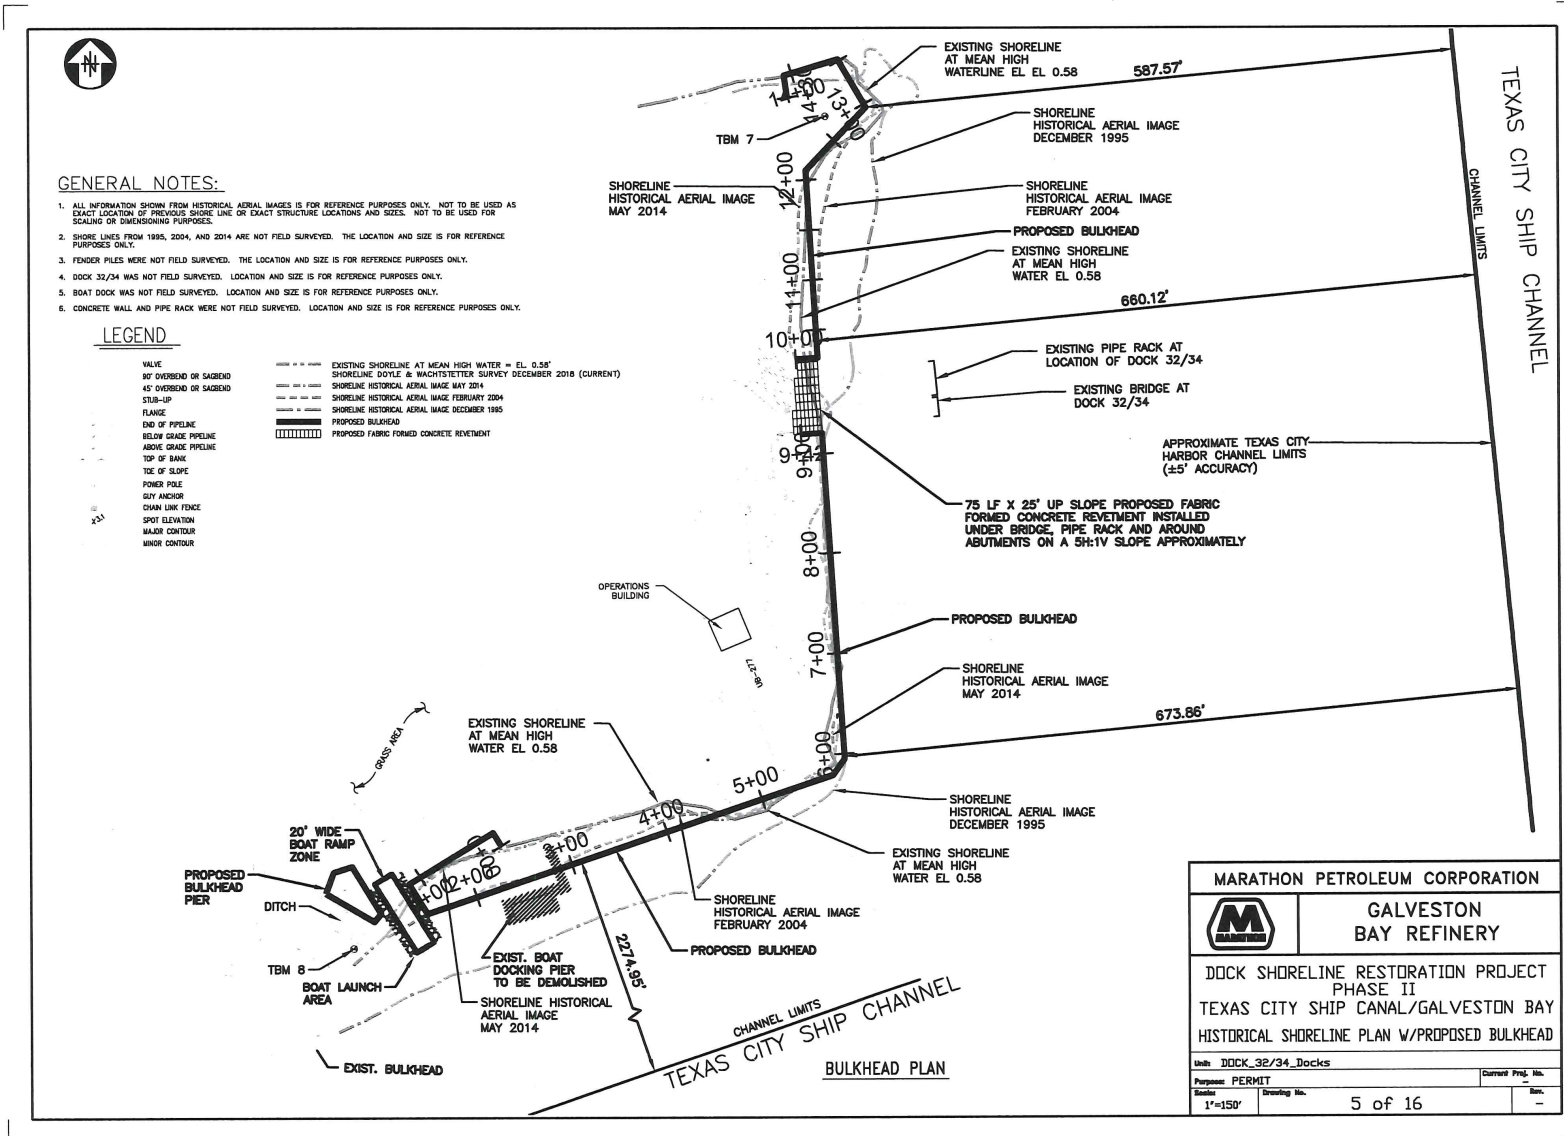 N
EXISTING SHORELINE
AT MEAN HIGH
WATERLINE EL EL 0.58
587.57'
TEXAS CITY SHIP CHANNEL
CHANNEL LIMITS
14+00
13+00
TBM 7
SHORELINE
HISTORICAL AERIAL IMAGE
DECEMBER 1995
12+00
SHORELINE
HISTORICAL AERIAL IMAGE
MAY 2014
SHORELINE
HISTORICAL AERIAL IMAGE
FEBRUARY 2004
PROPOSED BULKHEAD
EXISTING SHORELINE
AT MEAN HIGH
WATER EL 0.58
11+00
660.12'
10+00
GENERAL NOTES:
1. ALL INFORMATION SHOWN FROM HISTORICAL AERIAL IMAGES IS FOR REFERENCE PURPOSES ONLY. NOT TO BE USED AS
EXACT LOCATION OF PREVIOUS SHORE LINE OR EXACT STRUCTURE LOCATIONS AND SIZES. NOT TO BE USED FOR
SCALING OR DIMENSIONING PURPOSES.
2. SHORE LINES FROM 1995, 2004, AND 2014 ARE NOT FIELD SURVEYED. THE LOCATION AND SIZE IS FOR REFERENCE
PURPOSES ONLY.
3. FENDER PILES WERE NOT FIELD SURVEYED. THE LOCATION AND SIZE IS FOR REFERENCE PURPOSES ONLY.
4. DOCK 32/34 WAS NOT FIELD SURVEYED. LOCATION AND SIZE IS FOR REFERENCE PURPOSES ONLY.
5. BOAT DOCK WAS NOT FIELD SURVEYED. LOCATION AND SIZE IS FOR REFERENCE PURPOSES ONLY.
6. CONCRETE WALL AND PIPE RACK WERE NOT FIELD SURVEYED. LOCATION AND SIZE IS FOR REFERENCE PURPOSES ONLY.
LEGEND
VALVE
90° OVERBEND OR SAGBEND
45° OVERBEND OR SAGBEND
STUB-UP
FLANGE
END OF PIPELINE
BELOW GRADE PIPELINE
ABOVE GRADE PIPELINE
TOP OF BANK
TOE OF SLOPE
POWER POLE
GUY ANCHOR
CHAIN LINK FENCE
SPOT ELEVATION
MAJOR CONTOUR
MINOR CONTOUR
x3.1
EXISTING SHORELINE AT MEAN HIGH WATER = EL. 0.58'
SHORELINE DOYLE & WACHTSTETTER SURVEY DECEMBER 2018 (CURRENT)
SHORELINE HISTORICAL AERIAL IMAGE MAY 2014
SHORELINE HISTORICAL AERIAL IMAGE FEBRUARY 2004
SHORELINE HISTORICAL AERIAL IMAGE DECEMBER 1995
PROPOSED BULKHEAD
PROPOSED FABRIC FORMED CONCRETE REVETMENT
EXISTING PIPE RACK AT
LOCATION OF DOCK 32/34
EXISTING BRIDGE AT
DOCK 32/34
APPROXIMATE TEXAS CITY
HARBOR CHANNEL LIMITS
(±5' ACCURACY)
9+00
75 LF X 25' UP SLOPE PROPOSED FABRIC
FORMED CONCRETE REVETMENT INSTALLED
UNDER BRIDGE, PIPE RACK AND AROUND
ABUTMENTS ON A 5H:1V SLOPE APPROXIMATELY
8+00
OPERATIONS
BUILDING
UB-277
PROPOSED BULKHEAD
7+00
SHORELINE
HISTORICAL AERIAL IMAGE
MAY 2014
673.86'
6+00
GRASS AREA
EXISTING SHORELINE
AT MEAN HIGH
WATER EL 0.58
5+00
4+00
3+00
2+00
SHORELINE
HISTORICAL AERIAL IMAGE
DECEMBER 1995
EXISTING SHORELINE
AT MEAN HIGH
WATER EL 0.58
20' WIDE
BOAT RAMP
ZONE
PROPOSED
BULKHEAD
PIER
DITCH
TBM 8
BOAT LAUNCH
AREA
EXIST. BOAT
DOCKING PIER
TO BE DEMOLISHED
SHORELINE HISTORICAL
AERIAL IMAGE
MAY 2014
SHORELINE
HISTORICAL AERIAL IMAGE
FEBRUARY 2004
PROPOSED BULKHEAD
2274.95'
EXIST. BULKHEAD
CHANNEL LIMITS
TEXAS CITY SHIP CHANNEL
BULKHEAD PLAN
MARATHON PETROLEUM CORPORATION
M
MARATHON
GALVESTON
BAY REFINERY
DOCK SHORELINE RESTORATION PROJECT
PHASE II
TEXAS CITY SHIP CANAL/GALVESTON BAY
HISTORICAL SHORELINE PLAN W/PROPOSED BULKHEAD
Unit: DOCK_32/34_Docks
Purpose: PERMIT
Current Proj. No.
-
Scale:
1"=150'
Drawing No.
5 of 16
Rev.
-